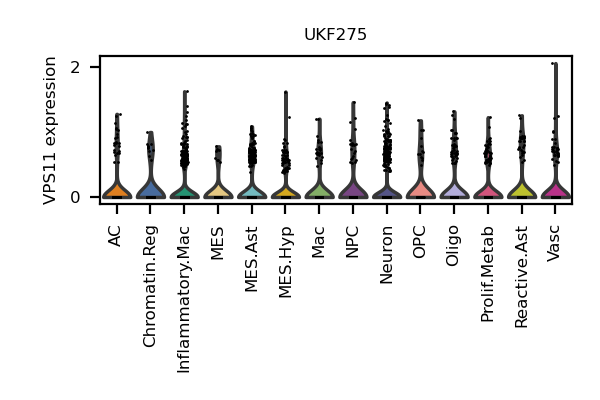 UKF275
VPS11 expression
2
0
AC
Chromatin.Reg
Inflammatory.Mac
MES
MES.Ast
MES.Hyp
Mac
NPC
Neuron
OPC
Oligo
Prolif.Metab
Reactive.Ast
Vasc